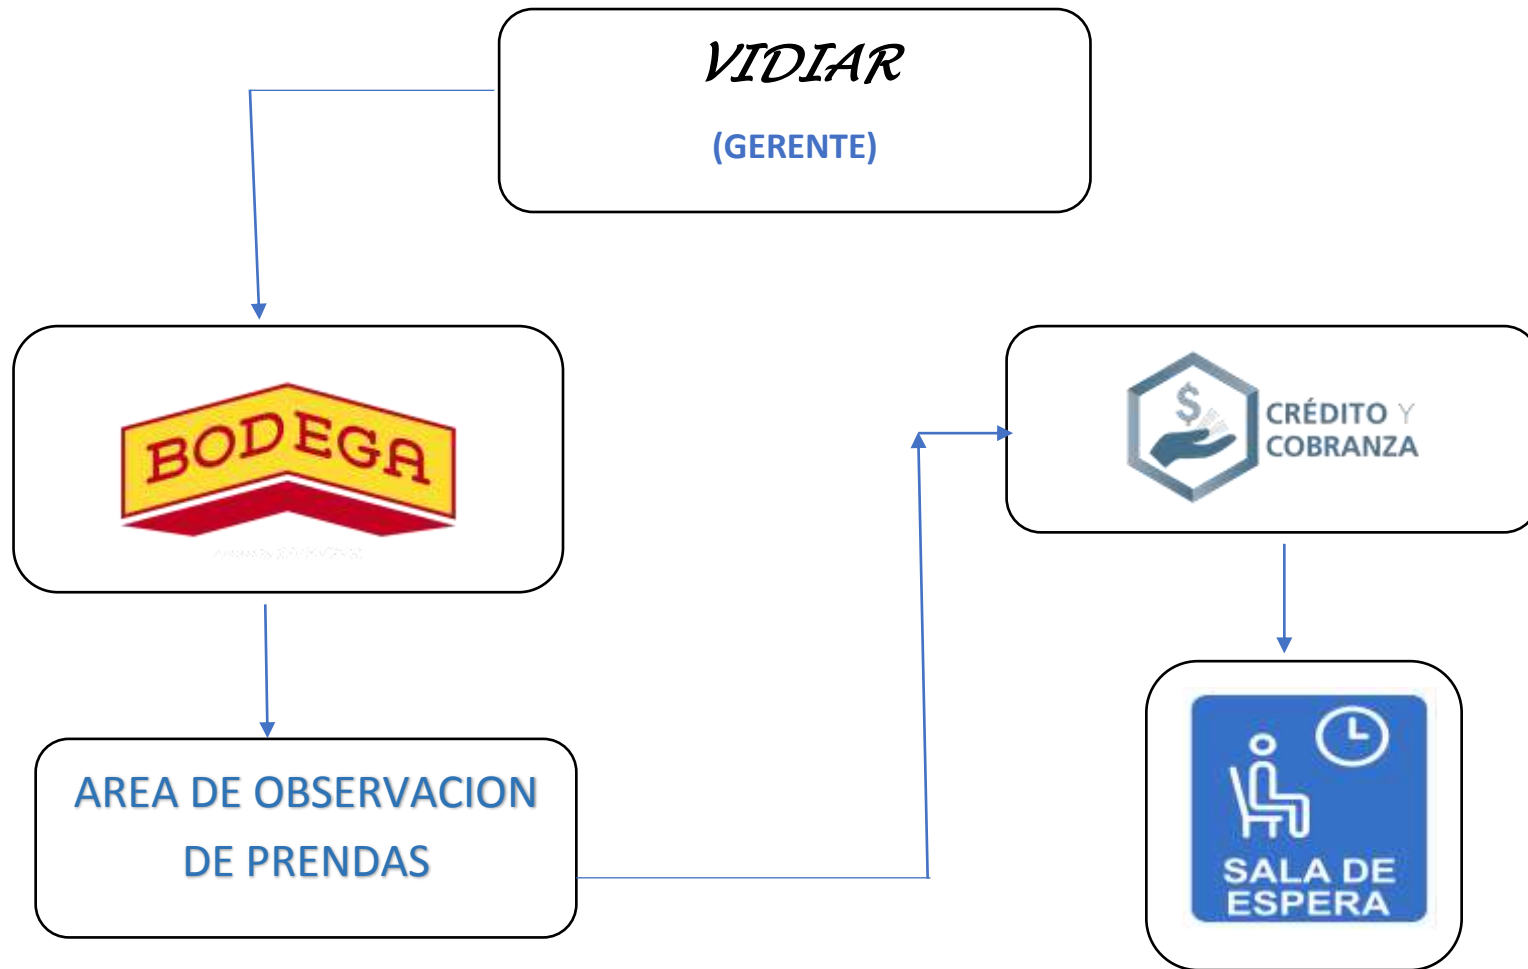 VIDIAR
(GERENTE)
BODEGA
CRÉDITO Y
COBRANZA
AREA DE OBSERVACION
DE PRENDAS
SALA DE
ESPERA